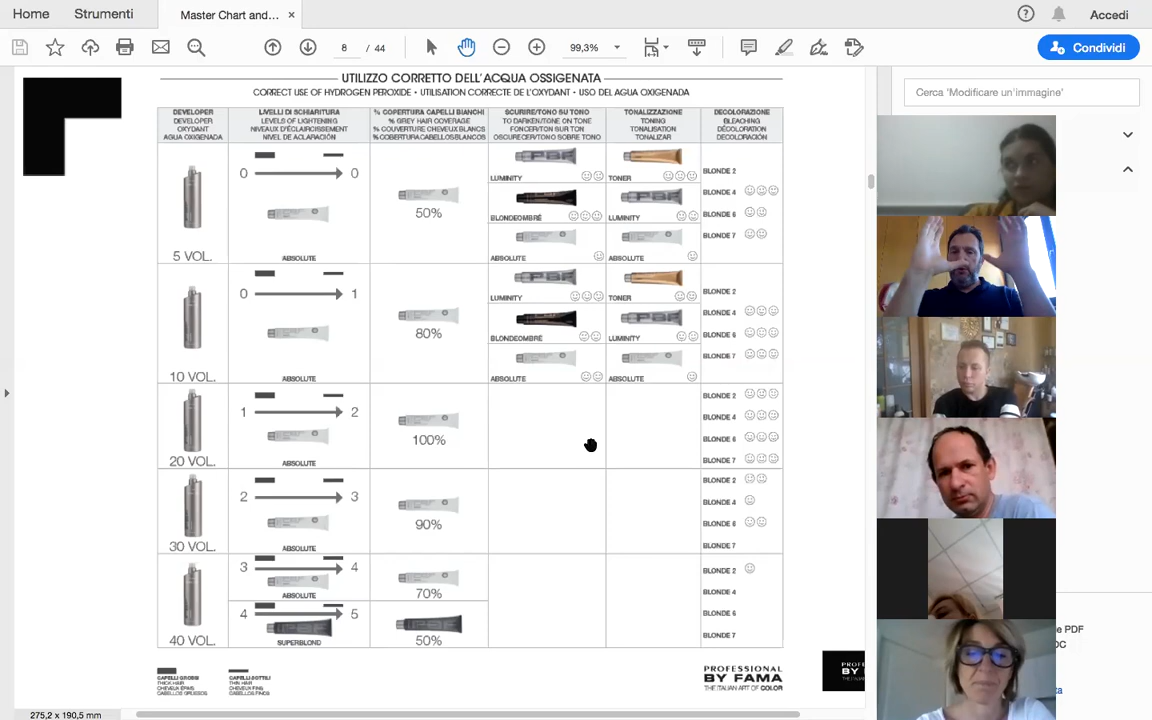 Home
Strumenti
Master Chart and...
×
Accedi
8 / 44
99,3%
Condividi
Cerca 'Modificare un'immagine'
UTILIZZO CORRETTO DELL'ACQUA OSSIGENATA
CORRECT USE OF HYDROGEN PEROXIDE • UTILISATION CORRECTE DE L'OXYDANT • USO DEL AGUA OXIGENADA
DEVELOPER
DEVELOPER
OXYDANT
AGUA OXIGENADA
LIVELLI DI SCHIARITURA
LEVELS OF LIGHTENING
NIVEAUX D'ÉCLAIRCISSEMENT
NIVEL DE ACLARACIÓN
% COPERTURA CAPELLI BIANCHI
% GREY HAIR COVERAGE
% COUVERTURE CHEVEUX BLANCS
% COBERTURA CABELLOS BLANCOS
SCURIRE/TONO SU TONO
TO DARKEN/TONE ON TONE
FONCER/TON SUR TON
OSCURECER/TONO SOBRE TONO
TONALIZZAZIONE
TONING
TONALISATION
TONALIZAR
DECOLORAZIONE
BLEACHING
DÉCOLORATION
DECOLORACIÓN
5 VOL.
0 0
ABSOLUTE
50%
LUMINITY
BLONDEOMBRÉ
ABSOLUTE
TONER
LUMINITY
ABSOLUTE
BLONDE 2
BLONDE 4
BLONDE 6
BLONDE 7
10 VOL.
0 1
ABSOLUTE
80%
LUMINITY
BLONDEOMBRÉ
ABSOLUTE
TONER
LUMINITY
ABSOLUTE
BLONDE 2
BLONDE 4
BLONDE 6
BLONDE 7
20 VOL.
1 2
ABSOLUTE
100%
BLONDE 2
BLONDE 4
BLONDE 6
BLONDE 7
30 VOL.
2 3
ABSOLUTE
90%
BLONDE 2
BLONDE 4
BLONDE 6
BLONDE 7
40 VOL.
3 4
ABSOLUTE
70%
4 5
SUPERBLOND
50%
BLONDE 2
BLONDE 4
BLONDE 6
BLONDE 7
CAPELLI GROSSI
THICK HAIR
CHEVEUX ÉPAIS
CABELLOS GRUESOS
CAPELLI SOTTILI
THIN HAIR
CHEVEUX FINS
CABELLOS FINOS
PROFESSIONAL
BY FAMA
THE ITALIAN ART OF COLOR
PROFI
BY F
e PDF
DC
ta
275,2 x 190,5 mm